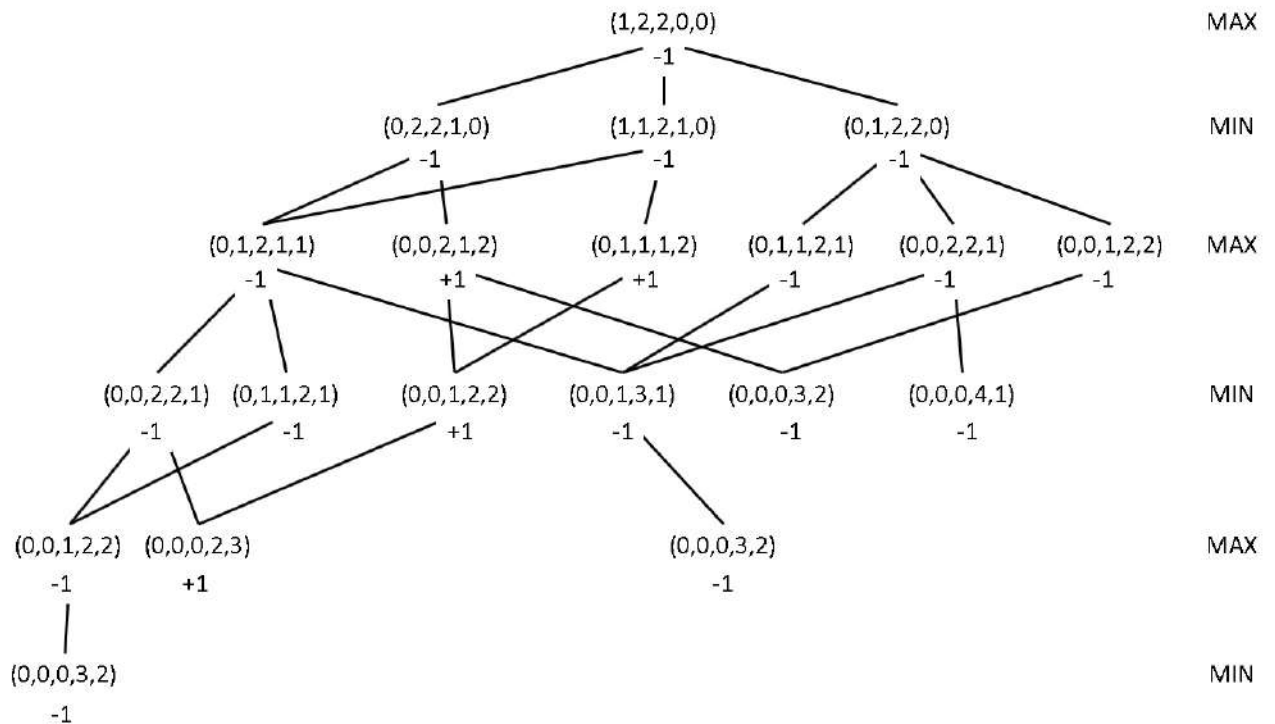 (1,2,2,0,0) MAX
-1
(0,2,2,1,0) (1,1,2,1,0) (0,1,2,2,0) MIN
-1 -1 -1
(0,1,2,1,1) (0,0,2,1,2) (0,1,1,1,2) (0,1,1,2,1) (0,0,2,2,1) (0,0,1,2,2) MAX
-1 +1 +1 -1 -1 -1
(0,0,2,2,1) (0,1,1,2,1) (0,0,1,2,2) (0,0,1,3,1) (0,0,0,3,2) (0,0,0,4,1) MIN
-1 -1 +1 -1 -1 -1
(0,0,1,2,2) (0,0,0,2,3) (0,0,0,3,2) MAX
-1 +1 -1
(0,0,0,3,2) MIN
-1